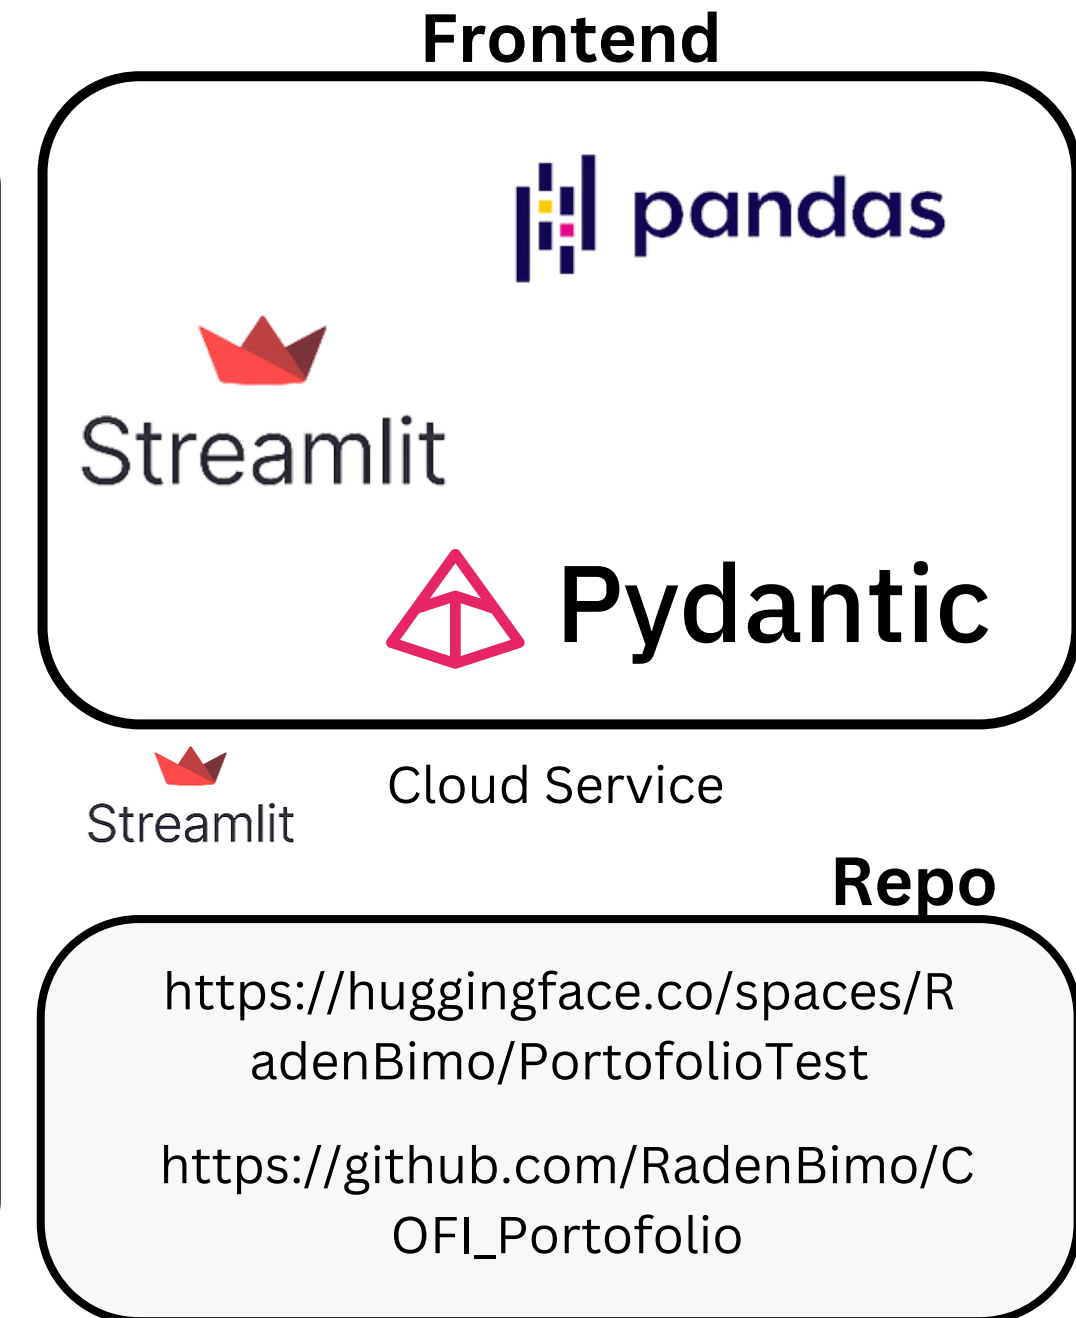 Frontend
pandas
Streamlit
Pydantic
Streamlit
Cloud Service
Repo
https://huggingface.co/spaces/R
adenBimo/PortofolioTest
https://github.com/RadenBimo/C
OFI_Portofolio